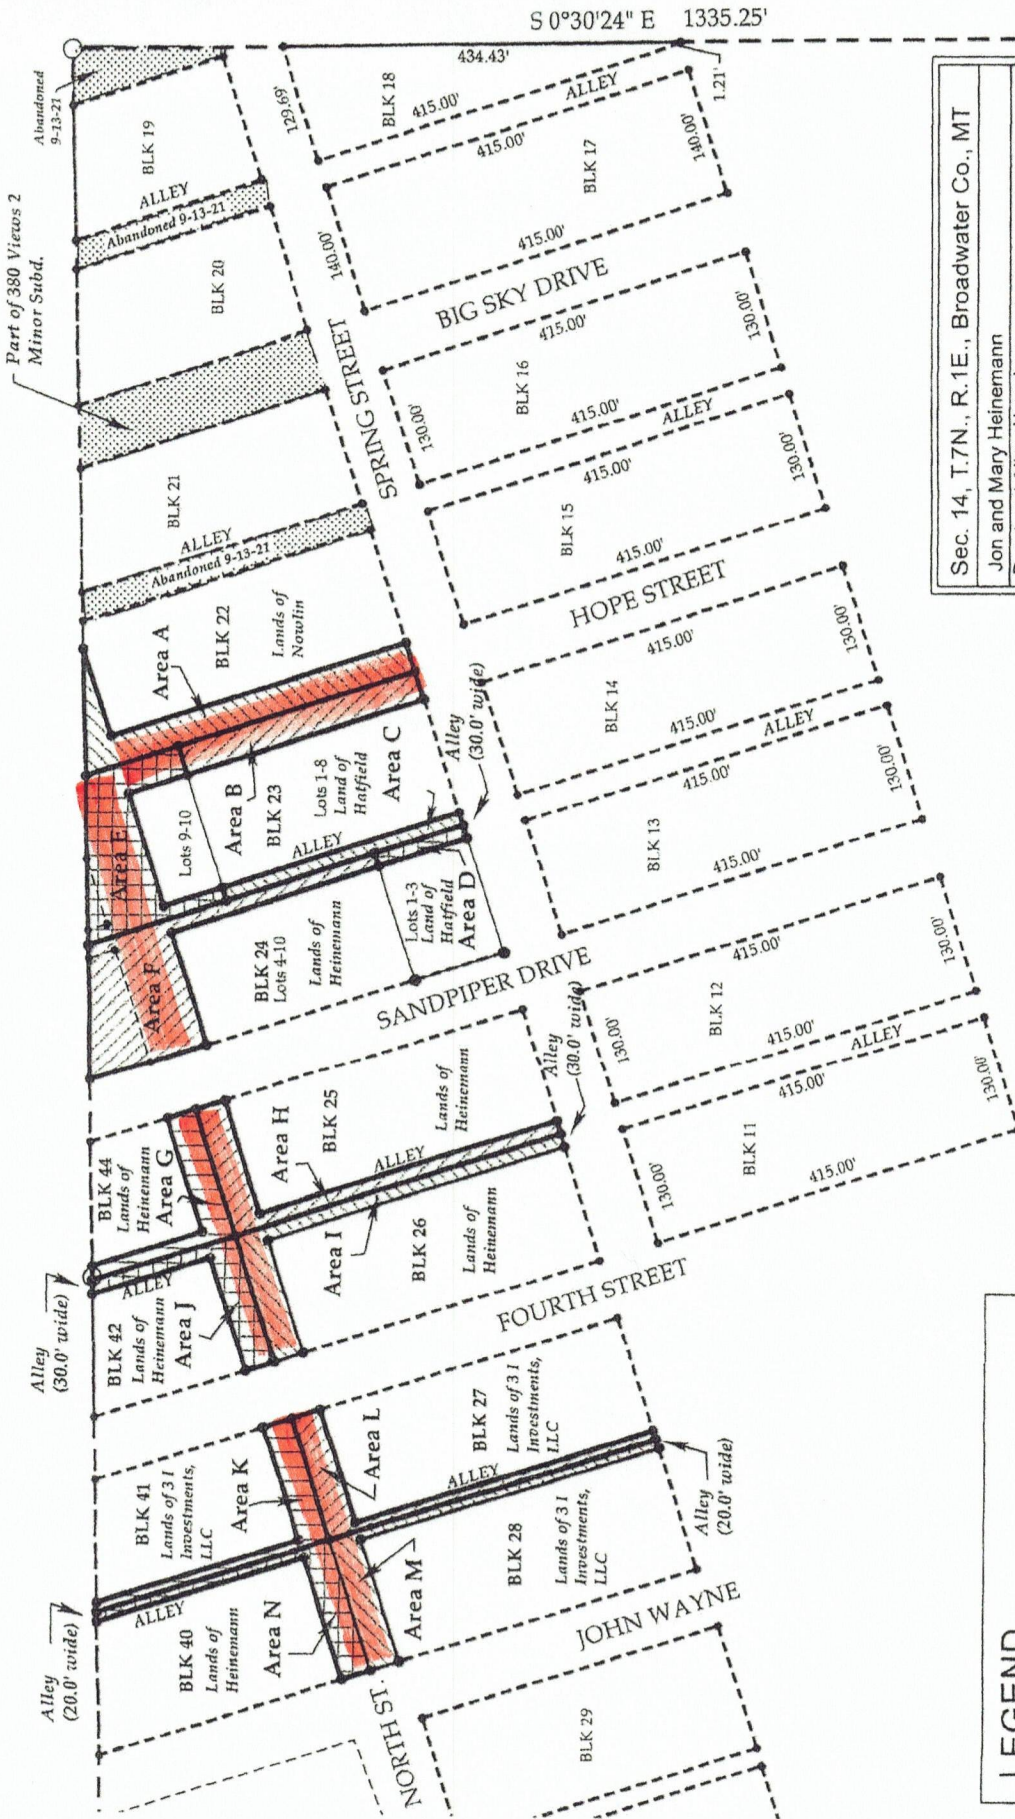 S 0°30'24" E 1335.25'
Abandoned
9-13-21
Part of 380 Views 2
Minor Subd.
BLK 19
ALLEY
Abandoned 9-13-21
BLK 20
BLK 21
ALLEY
Abandoned 9-13-21
BLK 22
Lands of
Nowlin
Area A
434.43'
129.69'
BLK 18
415.00'
ALLEY
1.21'
415.00'
BLK 17
140.00'
140.00'
415.00'
SPRING STREET
BIG SKY DRIVE
415.00'
130.00'
BLK 16
130.00'
415.00'
ALLEY
415.00'
BLK 15
130.00'
415.00'
HOPE STREET
Sec. 14, T.7N., R.1E., Broadwater Co., MT
Jon and Mary Heinemann
Area E
Lots 9-10
Area B
BLK 23
Lots 1-8
Land of
Hatfield
Area C
ALLEY
Alley
(30.0' wide)
415.00'
BLK 14
130.00'
415.00'
ALLEY
415.00'
BLK 13
130.00'
Area F
BLK 24
Lots 4-10
Lands of
Heinemann
Lots 1-3
Land of
Hatfield
Area D
SANDPIPER DRIVE
415.00'
BLK 12
130.00'
130.00'
415.00'
ALLEY
415.00'
BLK 11
130.00'
130.00'
415.00'
Alley
(30.0' wide)
BLK 44
Lands of
Heinemann
Area G
Area H
BLK 25
Lands of
Heinemann
ALLEY
Alley
(30.0' wide)
ALLEY
BLK 42
Lands of
Heinemann
Area J
Area I
BLK 26
Lands of
Heinemann
FOURTH STREET
BLK 41
Lands of 3 I
Investments,
LLC
Area K
Area L
BLK 27
Lands of 3 I
Investments,
LLC
ALLEY
Alley
(20.0' wide)
Alley
(20.0' wide)
ALLEY
BLK 40
Lands of
Heinemann
Area N
Area M
BLK 28
Lands of 3 I
Investments,
LLC
JOHN WAYNE
NORTH ST.
BLK 29
LEGEND